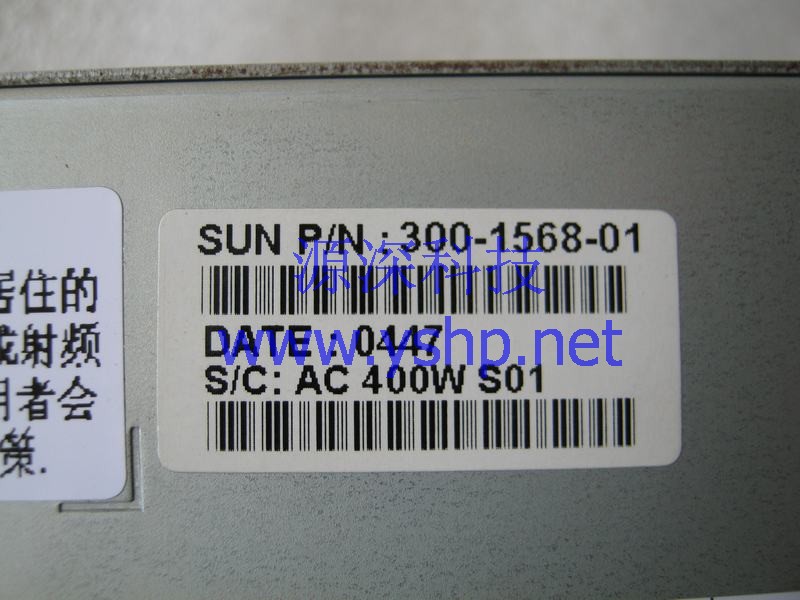 SUN P/N : 300-1568-01
源深科技
DATE : 0447
www.yshp.net
S/C: AC 400W S01
居住的
成射频
用者会
策.